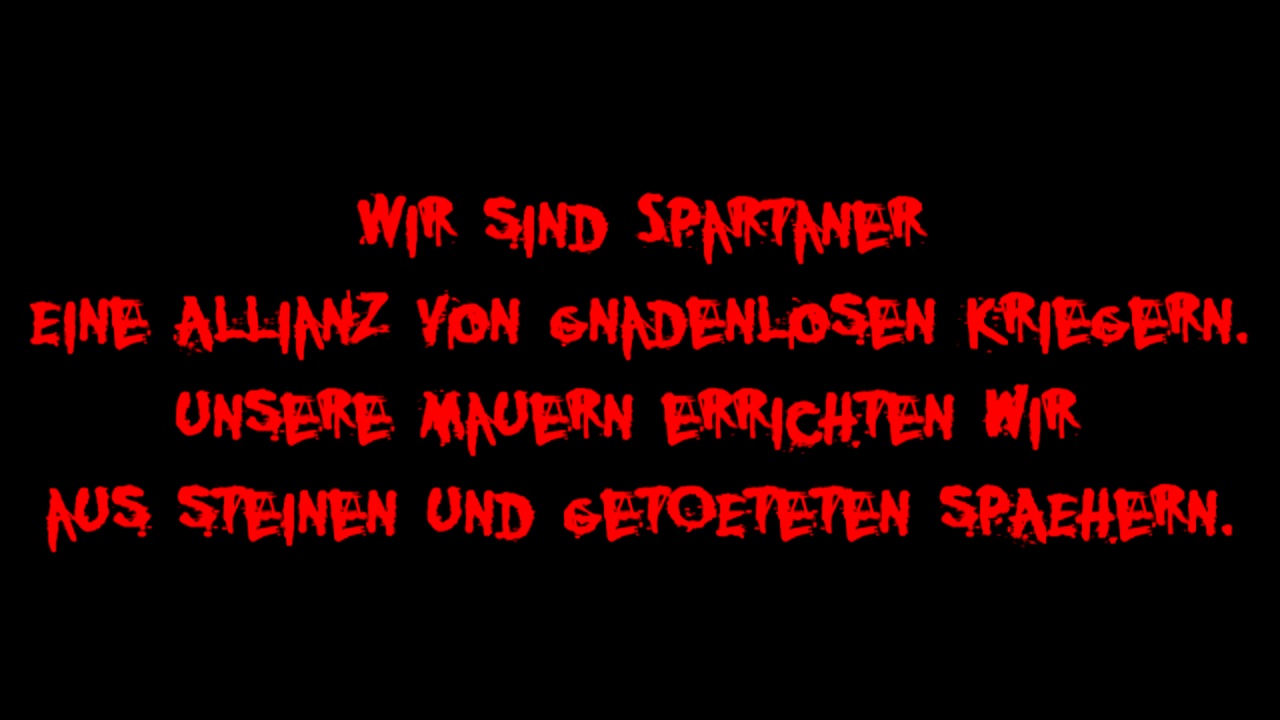 WIR SIND SPARTANER
EINE ALLIANZ VON GNADENLOSEN KRIEGERN.
UNSERE MAUERN ERRICHTEN WIR
AUS STEINEN UND GETOETETEN SPAEHERN.